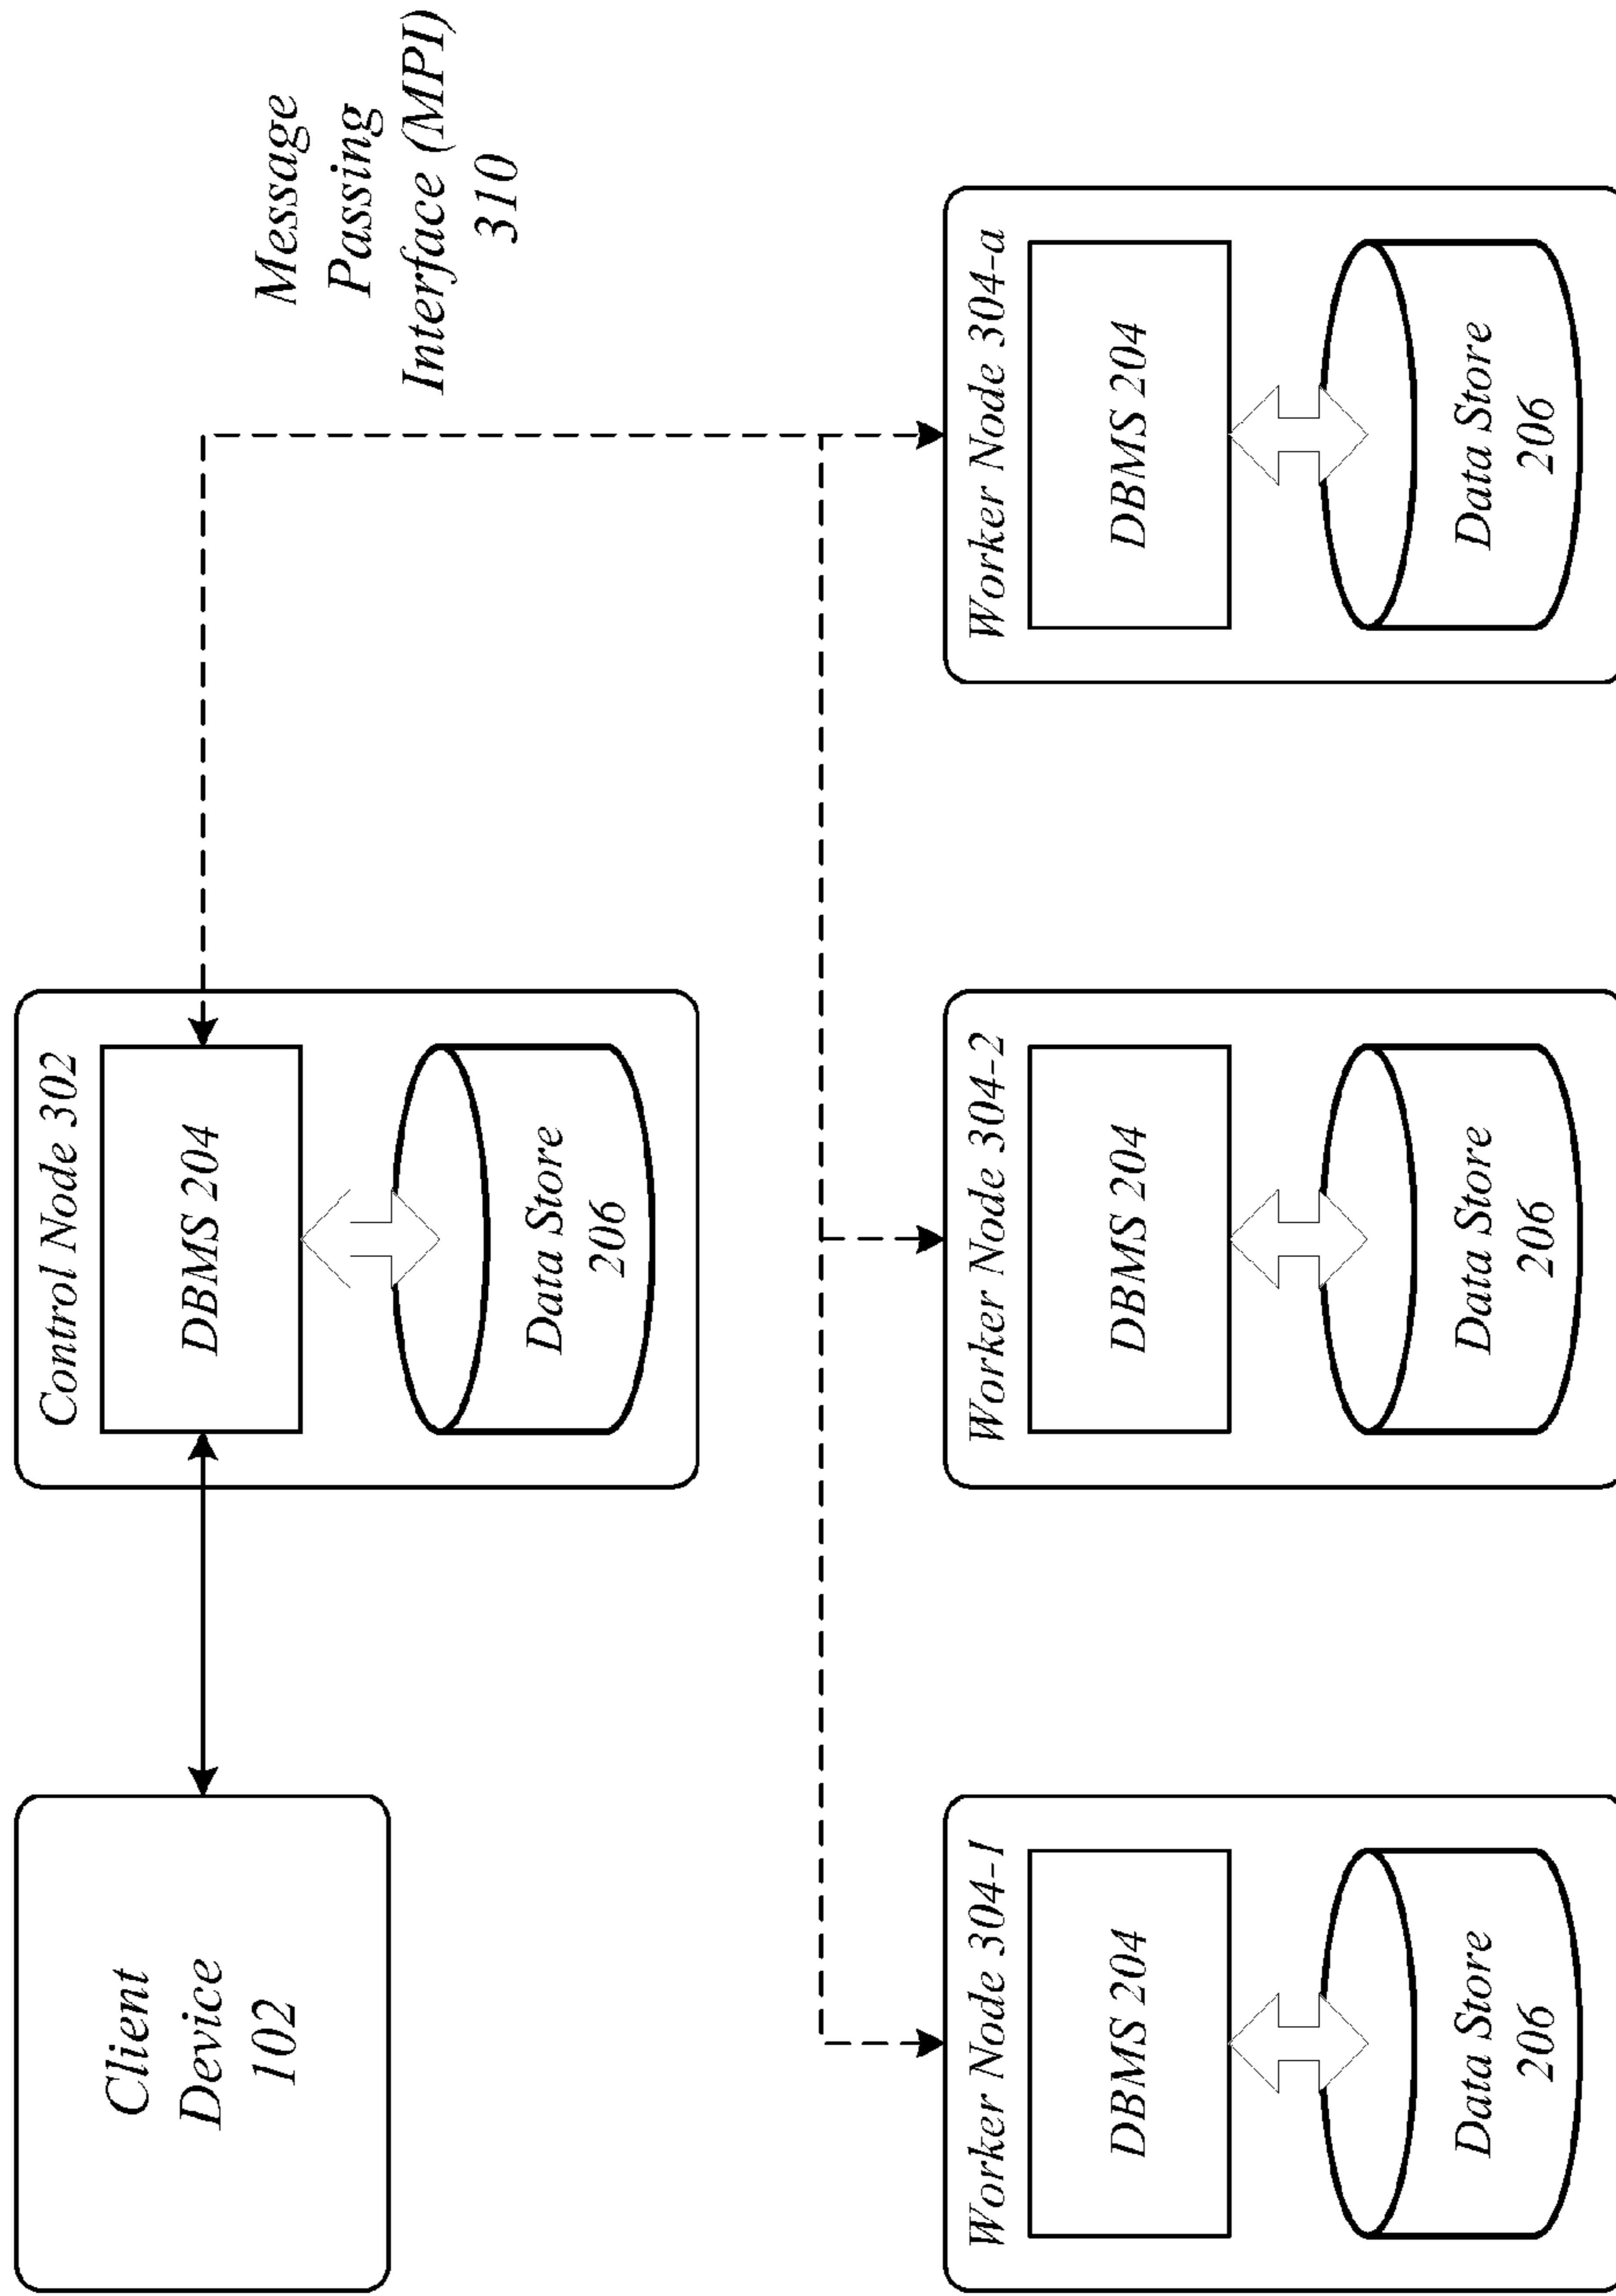 Client
Device
102
Control Node 302
DBMS 204
Data Store
206
Message
Passing
Interface (MPI)
310
Worker Node 304-1
DBMS 204
Data Store
206
Worker Node 304-2
DBMS 204
Data Store
206
Worker Node 304-a
DBMS 204
Data Store
206